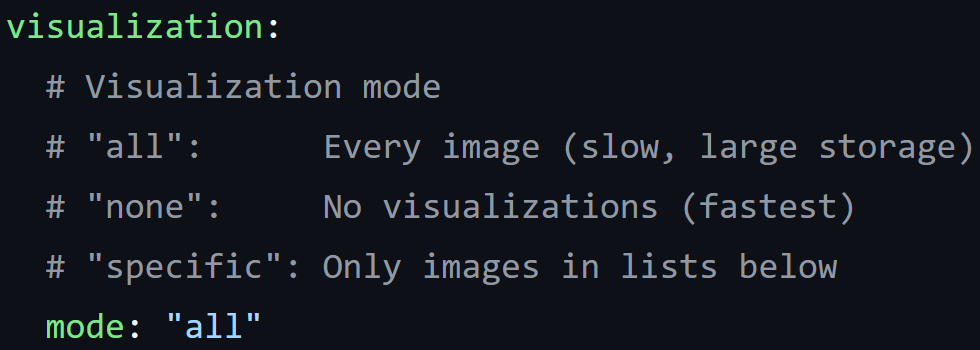 visualization:
  # Visualization mode
  # "all":      Every image (slow, large storage)
  # "none":     No visualizations (fastest)
  # "specific": Only images in lists below
  mode: "all"